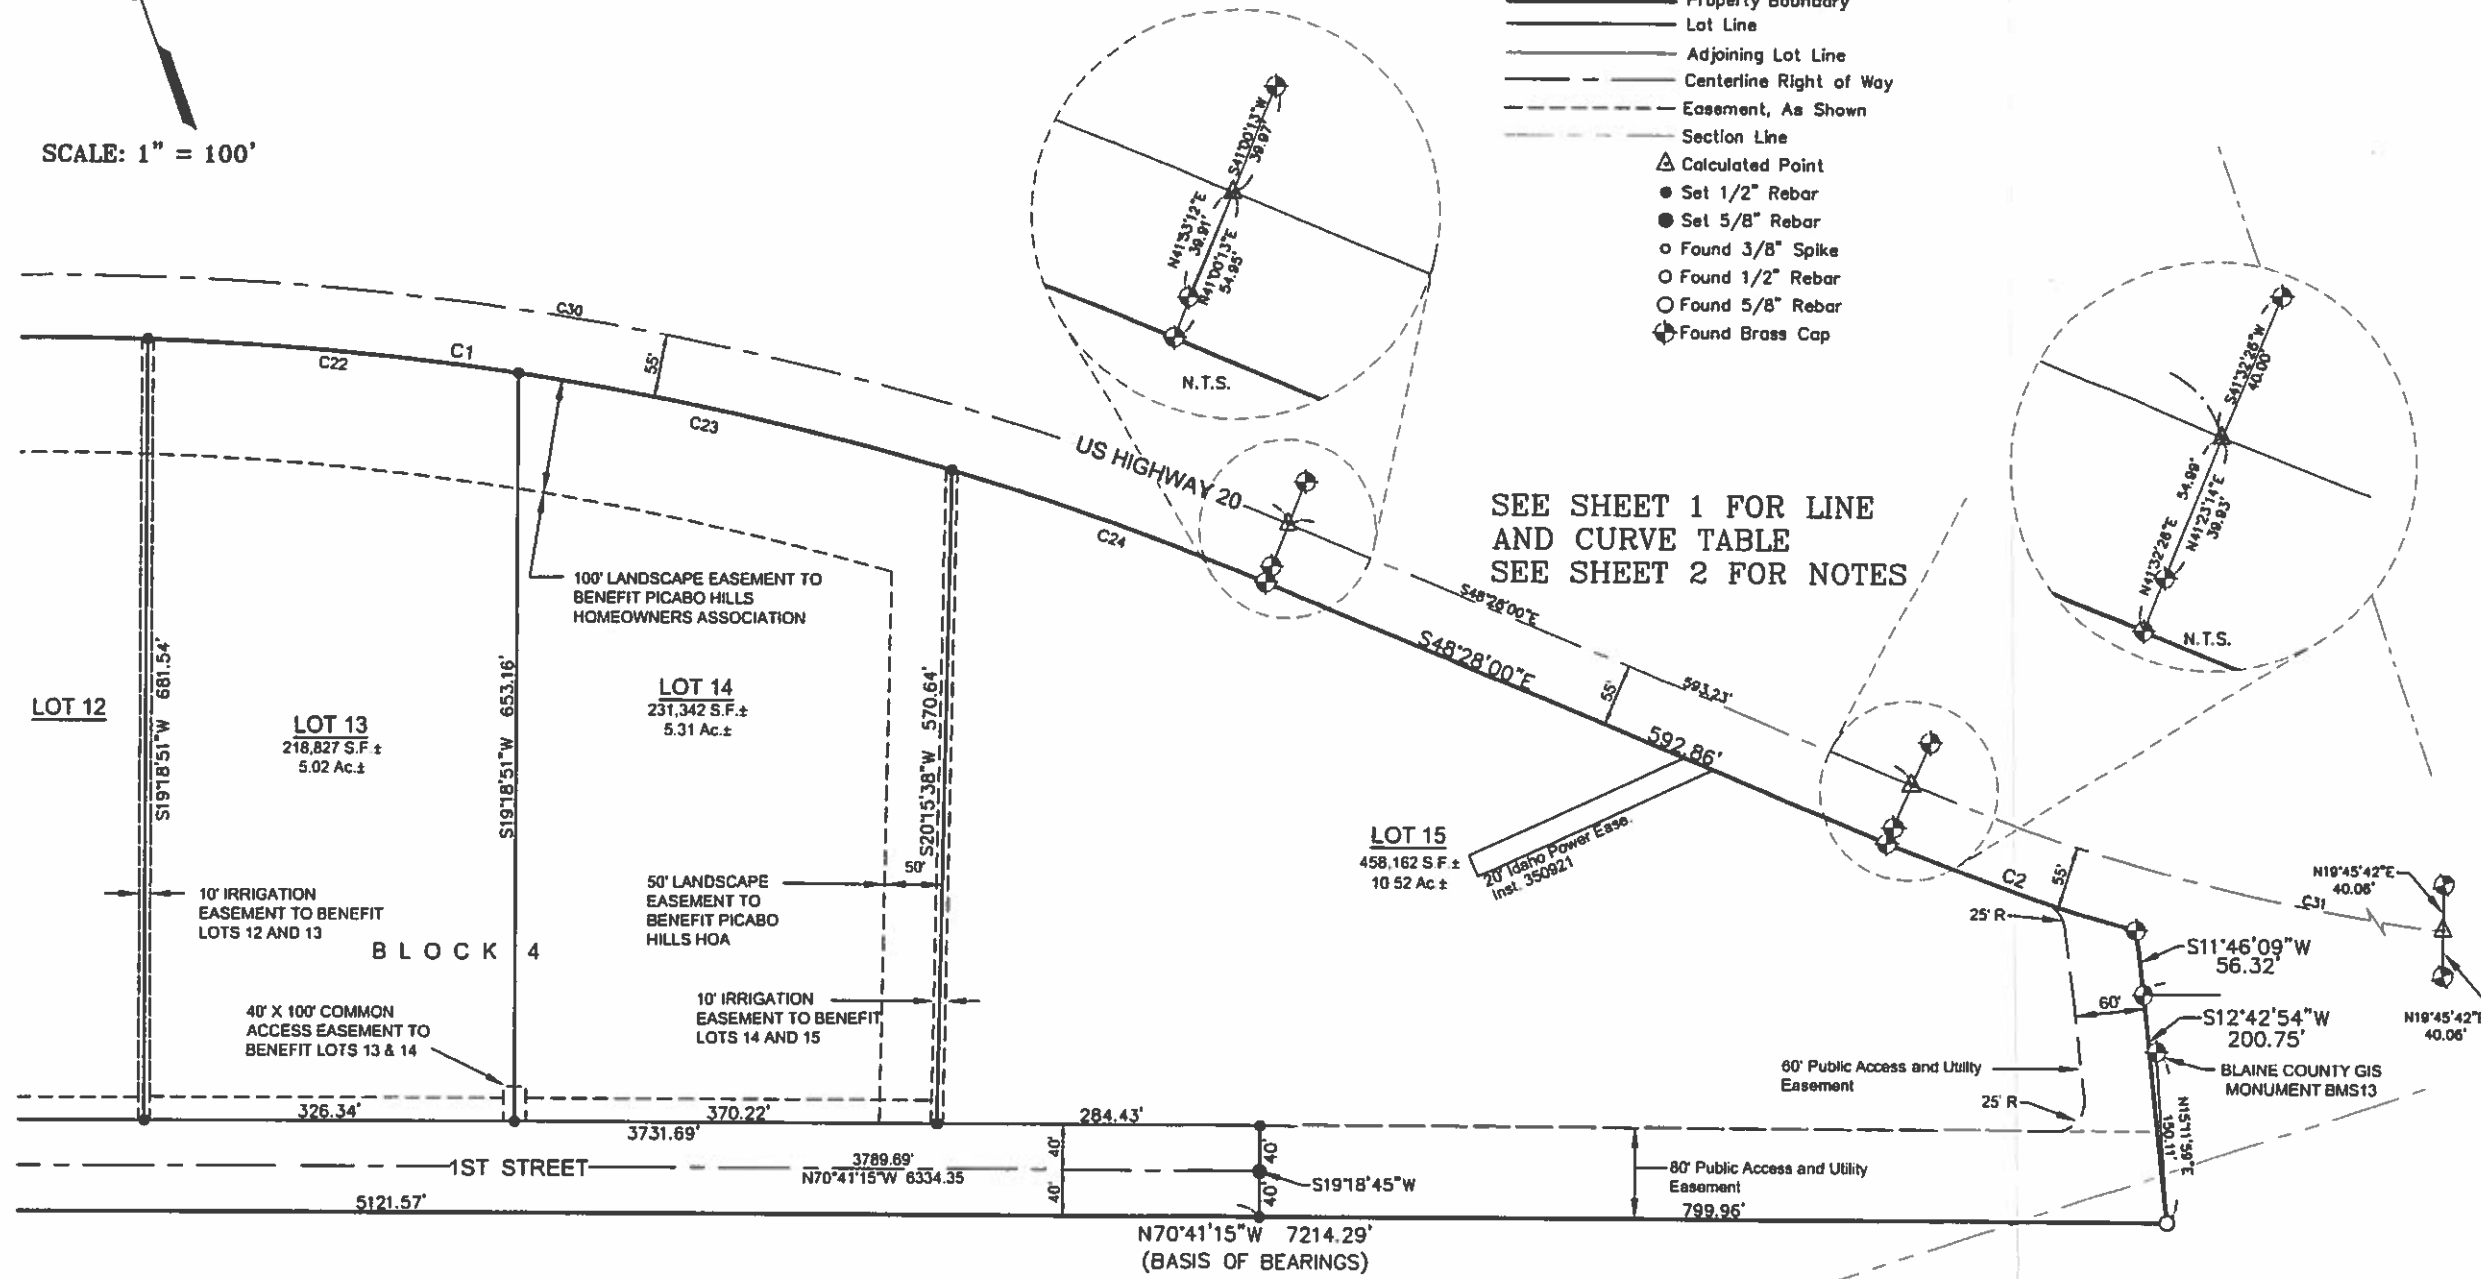 Property Boundary
Lot Line
Adjoining Lot Line
Centerline Right of Way
Easement, As Shown
Section Line
Calculated Point
Set 1/2" Rebar
Set 5/8" Rebar
Found 3/8" Spike
Found 1/2" Rebar
Found 5/8" Rebar
Found Brass Cap
SCALE: 1" = 100'
S41°00'13"W
39.97'
N41°53'12"E
39.91'
N41°00'13"E
54.95'
N.T.S.
S41°32'26"W
40.00'
54.99'
N41°32'26"E
N41°23'14"E
39.93'
N.T.S.
C30
C1
C22
55'
C23
US HIGHWAY 20
C24
SEE SHEET 1 FOR LINE
AND CURVE TABLE
SEE SHEET 2 FOR NOTES
S48°28'00"E
593.23'
S48°28'00"E
592.86'
55'
100' LANDSCAPE EASEMENT TO
BENEFIT PICABO HILLS
HOMEOWNERS ASSOCIATION
LOT 12
S19°18'51"W 681.54'
LOT 13
218,827 S.F.±
5.02 Ac.±
S19°18'51"W 653.16'
LOT 14
231,342 S.F.±
5.31 Ac.±
S20°15'38"W 570.64'
50'
LOT 15
458,162 S.F.±
10.52 Ac.±
20' Idaho Power Ease.
Inst. 350921
C2
55'
25' R
C31
N19°45'42"E
40.06'
N19°45'42"E
40.06'
S11°46'09"W
56.32'
60'
S12°42'54"W
200.75'
BLAINE COUNTY GIS
MONUMENT BMS13
N15°11'59"E
150.11'
10' IRRIGATION
EASEMENT TO BENEFIT
LOTS 12 AND 13
BLOCK 4
50' LANDSCAPE
EASEMENT TO
BENEFIT PICABO
HILLS HOA
10' IRRIGATION
EASEMENT TO BENEFIT
LOTS 14 AND 15
40' X 100' COMMON
ACCESS EASEMENT TO
BENEFIT LOTS 13 & 14
60' Public Access and Utility
Easement
25' R
326.34'
370.22'
284.43'
3731.69'
1ST STREET
3789.69'
N70°41'15"W 6334.35
40'
40'
40'
40'
S19°18'45"W
80' Public Access and Utility
Easement
5121.57'
799.96'
N70°41'15"W 7214.29'
(BASIS OF BEARINGS)